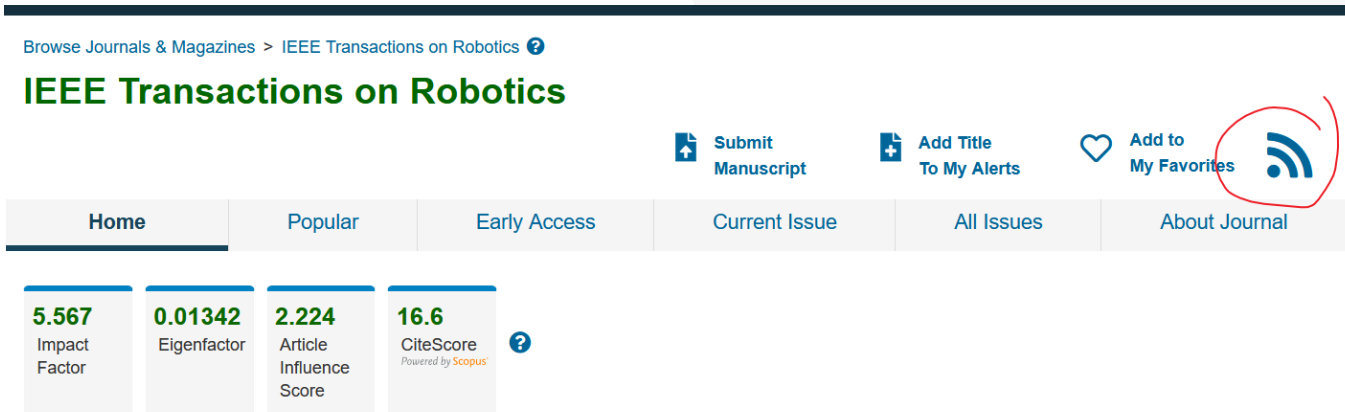 Browse Journals & Magazines > IEEE Transactions on Robotics ?
IEEE Transactions on Robotics
Submit
Manuscript
Add Title
To My Alerts
Add to
My Favorites
Home
Popular
Early Access
Current Issue
All Issues
About Journal
5.567
Impact
Factor
0.01342
Eigenfactor
2.224
Article
Influence
Score
16.6
CiteScore
Powered by Scopus
?